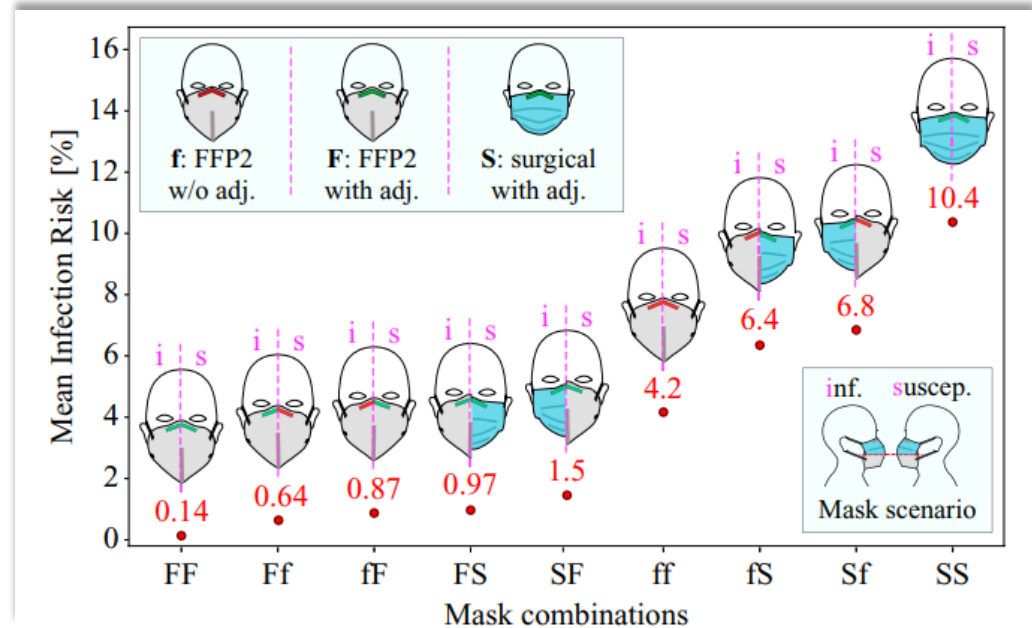 Mean Infection Risk [%]
16
14
12
10
8
6
4
2
0
f: FFP2
w/o adj.
F: FFP2
with adj.
S: surgical
with adj.
i s
0.14
i s
0.64
i s
0.87
i s
0.97
i s
1.5
i s
4.2
i s
6.4
i s
6.8
i s
10.4
inf. suscep.
Mask scenario
FF Ff fF FS SF ff fS Sf SS
Mask combinations